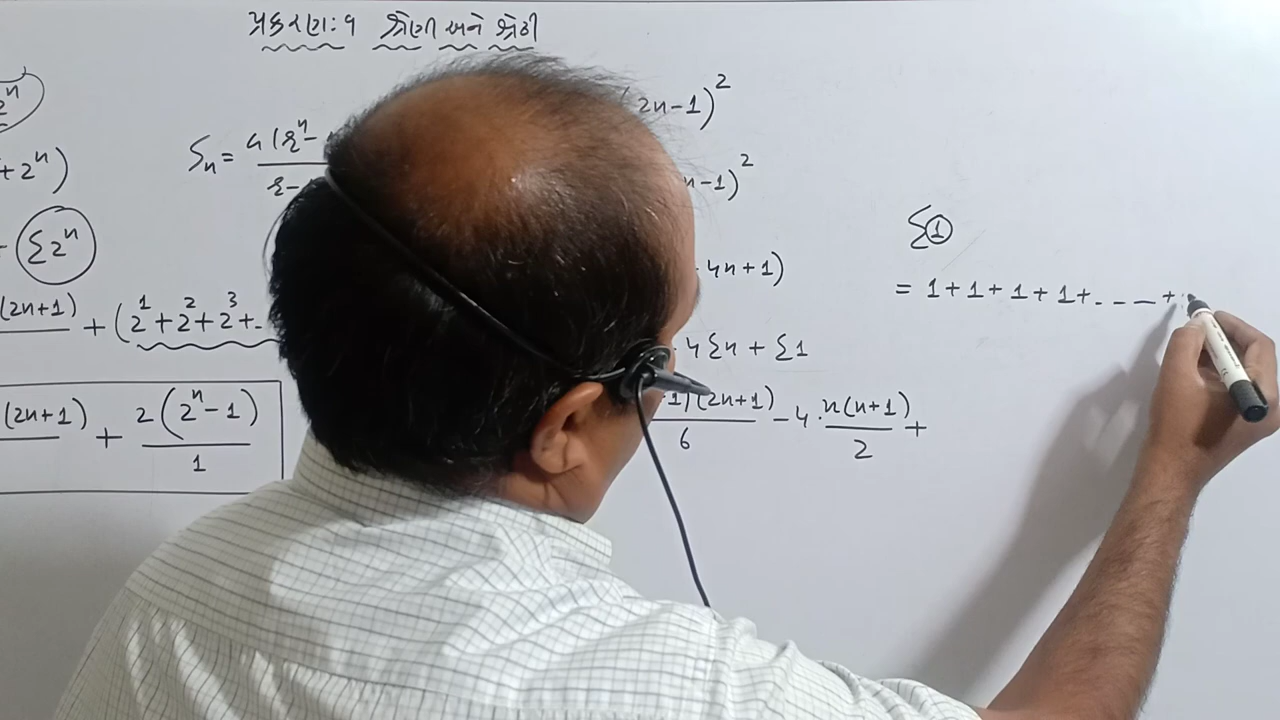 પ્રકરણ: ૧ શ્રેણી અને શ્રેઢી
2ⁿ
+ 2ⁿ)
Σ2ⁿ
(2n+1) + (2¹+2²+2³+..
(2n+1) + 2(2ⁿ-1)/1
Sₙ = a(rⁿ-
r-
(2n-1)²
n-1)²
4n+1)
4Σn + Σ1
1)(2n+1)/6 - 4 · n(n+1)/2 +
Σ1
= 1+1+1+1+- - - +